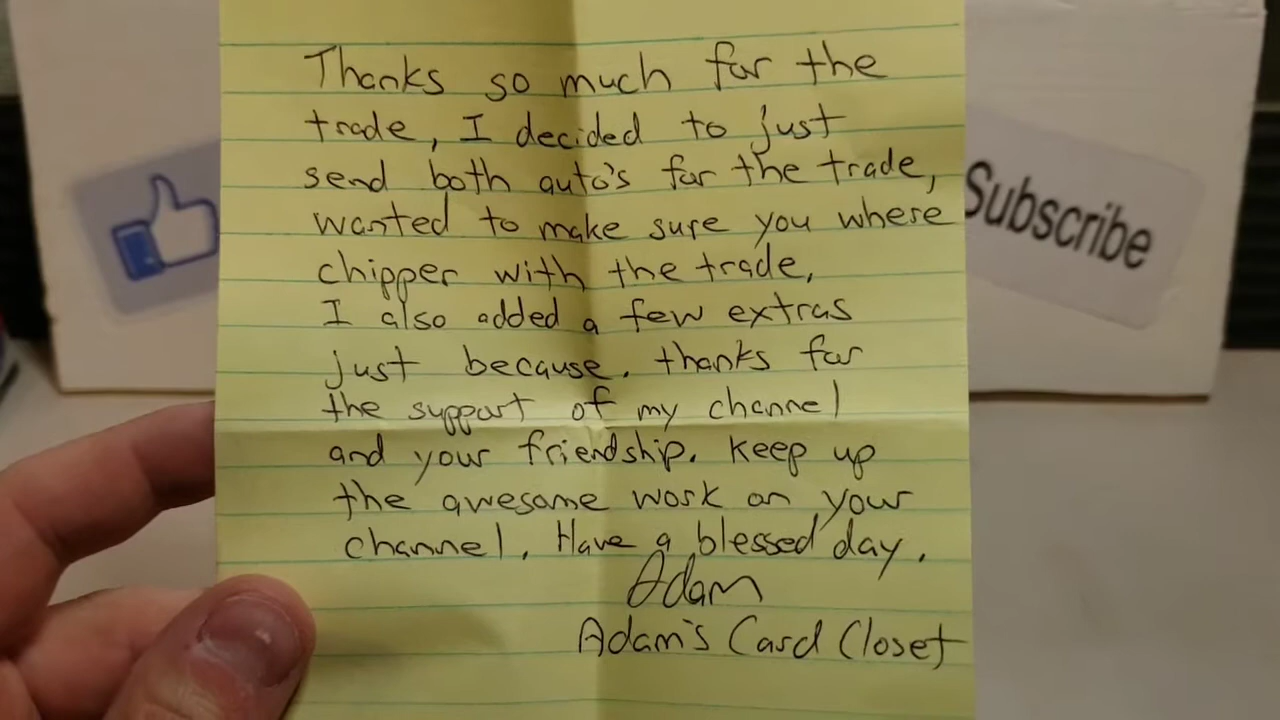 Thanks so much for the
trade, I decided to just
send both auto's for the trade,
wanted to make sure you where
chipper with the trade,
I also added a few extras
just because. thanks for
the support of my channel
and your friendship. Keep up
the awesome work on your
channel. Have a blessed day.
Adam
Adam's Card Closet
Subscribe